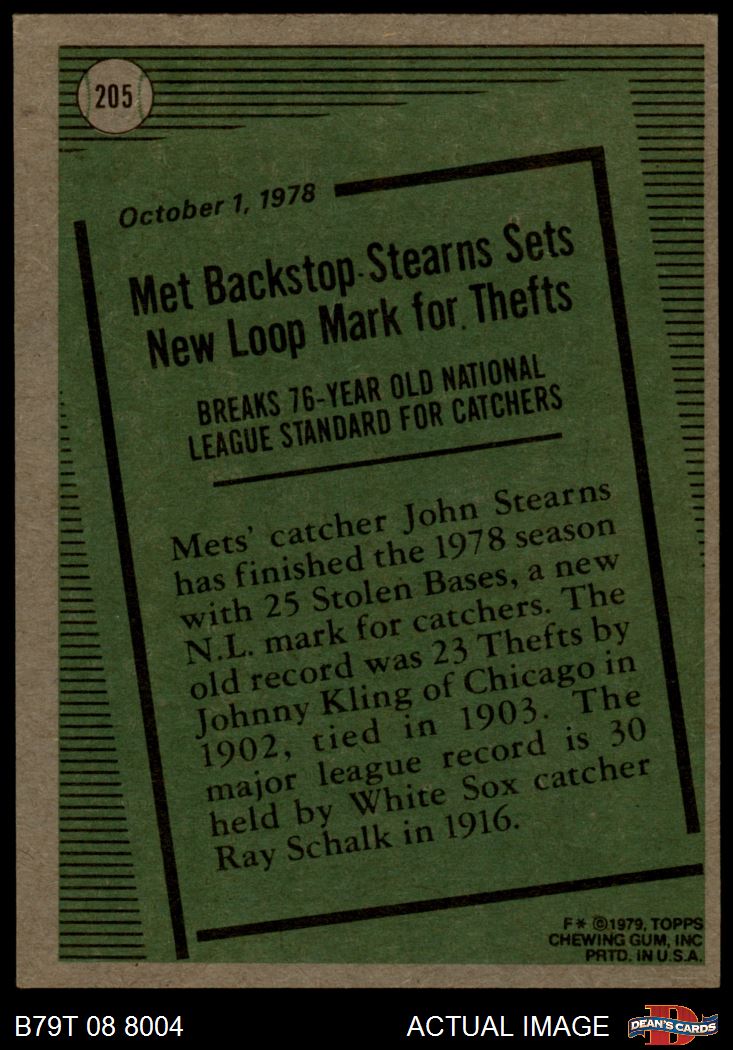 205
October 1, 1978
Met Backstop Stearns Sets
New Loop Mark for Thefts
BREAKS 76-YEAR OLD NATIONAL
LEAGUE STANDARD FOR CATCHERS
Mets' catcher John Stearns
has finished the 1978 season
with 25 Stolen Bases, a new
N.L. mark for catchers. The
old record was 23 Thefts by
Johnny Kling of Chicago in
1902, tied in 1903. The
major league record is 30
held by White Sox catcher
Ray Schalk in 1916.
F* ©1979, TOPPS
CHEWING GUM, INC
PRTD. IN U.S.A.
B79T 08 8004
ACTUAL IMAGE
D
DEAN'S CARDS